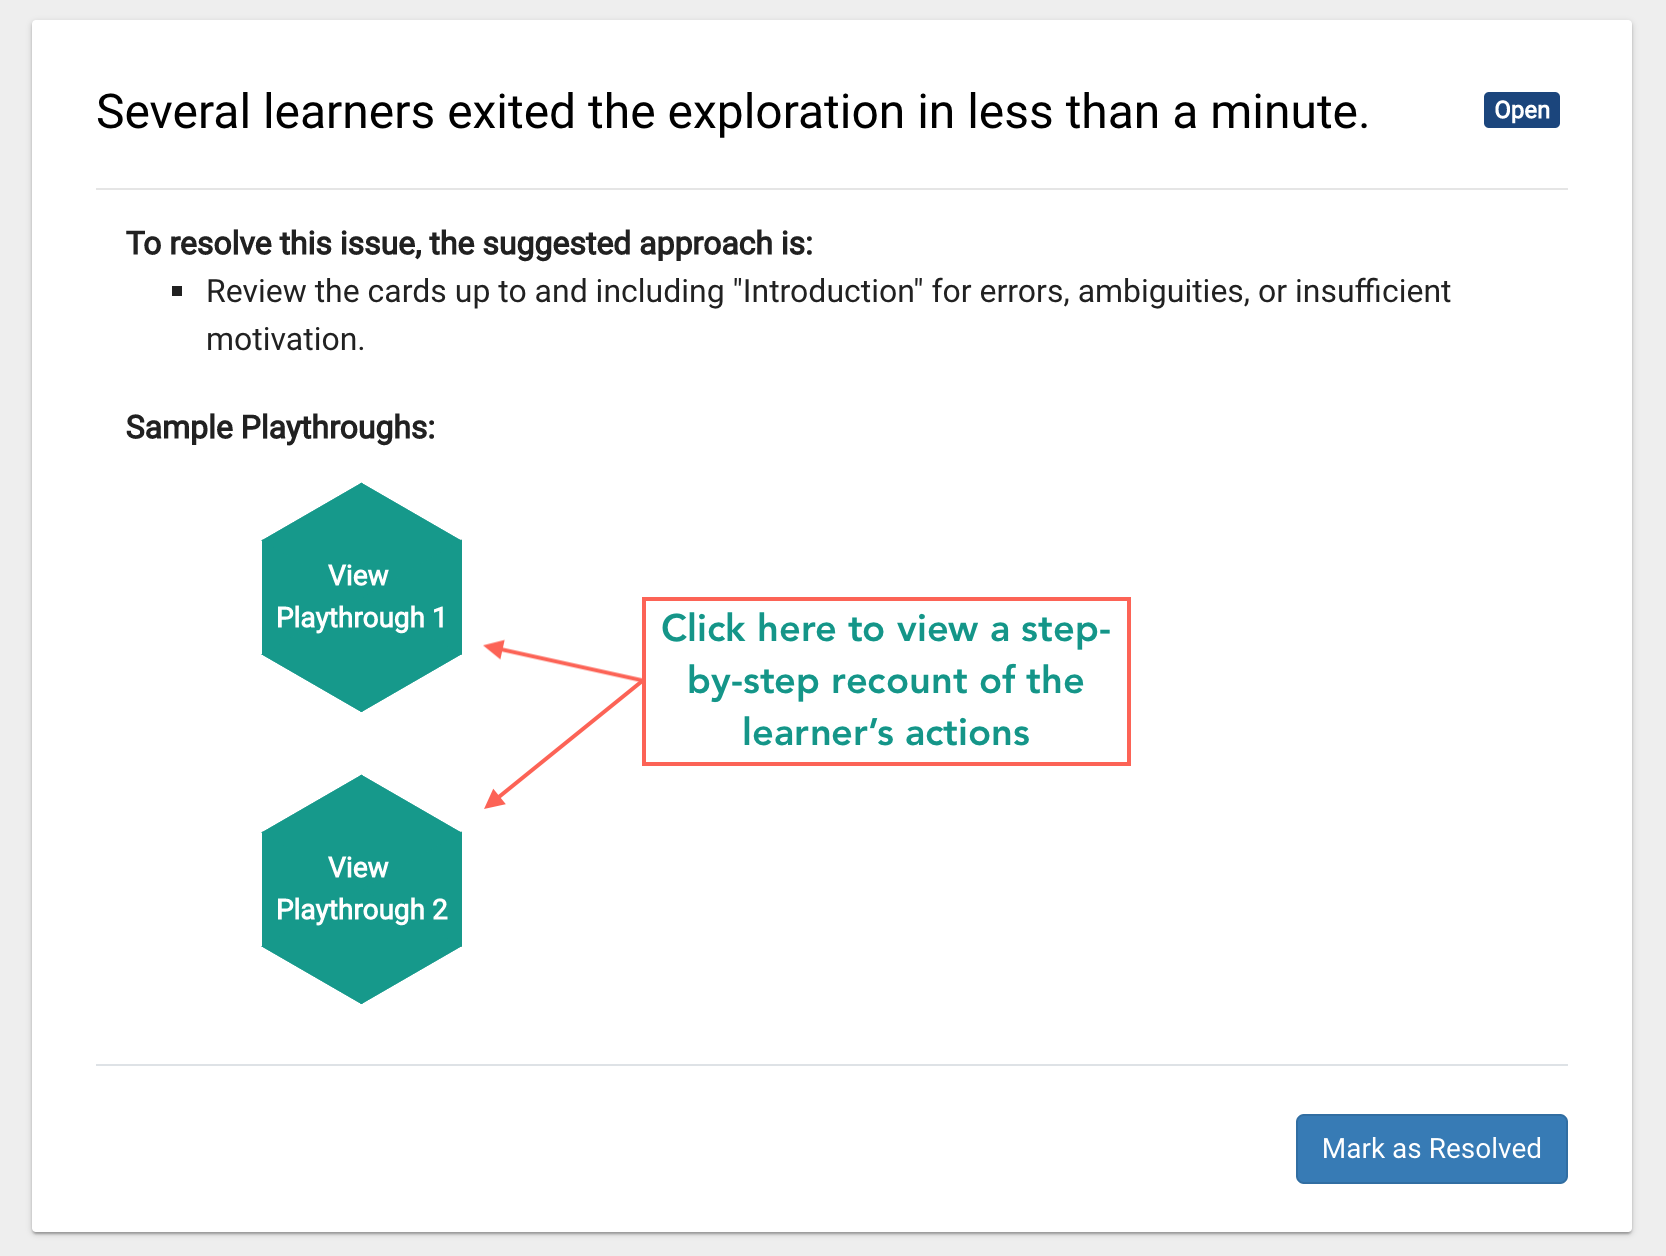 Several learners exited the exploration in less than a minute.
Open
To resolve this issue, the suggested approach is:
Review the cards up to and including "Introduction" for errors, ambiguities, or insufficient
motivation.
Sample Playthroughs:
View
Playthrough 1
Click here to view a step-
by-step recount of the
learner’s actions
View
Playthrough 2
Mark as Resolved